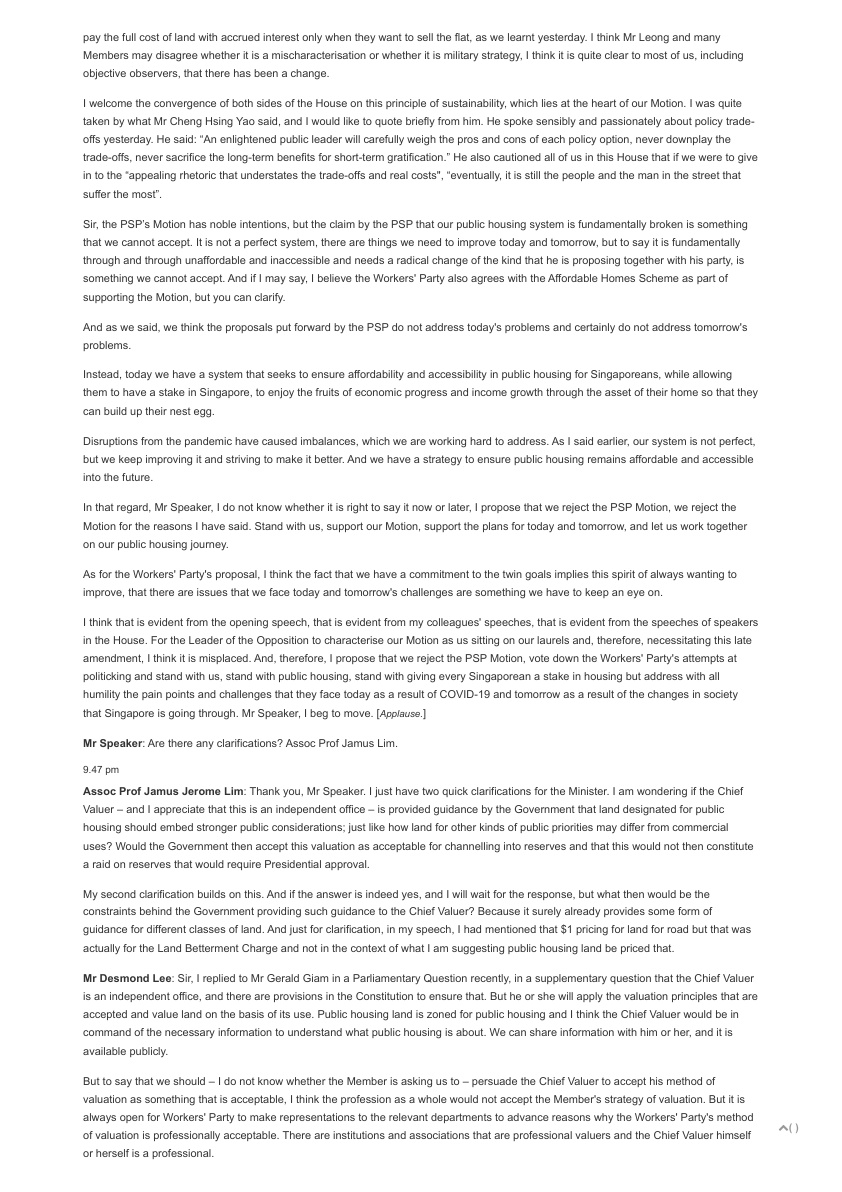 pay the full cost of land with accrued interest only when they want to sell the flat, as we learnt yesterday. I think Mr Leong and many
Members may disagree whether it is a mischaracterisation or whether it is military strategy, I think it is quite clear to most of us, including
objective observers, that there has been a change.
I welcome the convergence of both sides of the House on this principle of sustainability, which lies at the heart of our Motion. I was quite
taken by what Mr Cheng Hsing Yao said, and I would like to quote briefly from him. He spoke sensibly and passionately about policy trade-
offs yesterday. He said: “An enlightened public leader will carefully weigh the pros and cons of each policy option, never downplay the
trade-offs, never sacrifice the long-term benefits for short-term gratification.” He also cautioned all of us in this House that if we were to give
in to the “appealing rhetoric that understates the trade-offs and real costs", “eventually, it is still the people and the man in the street that
suffer the most”.
Sir, the PSP’s Motion has noble intentions, but the claim by the PSP that our public housing system is fundamentally broken is something
that we cannot accept. It is not a perfect system, there are things we need to improve today and tomorrow, but to say it is fundamentally
through and through unaffordable and inaccessible and needs a radical change of the kind that he is proposing together with his party, is
something we cannot accept. And if I may say, I believe the Workers' Party also agrees with the Affordable Homes Scheme as part of
supporting the Motion, but you can clarify.
And as we said, we think the proposals put forward by the PSP do not address today's problems and certainly do not address tomorrow's
problems.
Instead, today we have a system that seeks to ensure affordability and accessibility in public housing for Singaporeans, while allowing
them to have a stake in Singapore, to enjoy the fruits of economic progress and income growth through the asset of their home so that they
can build up their nest egg.
Disruptions from the pandemic have caused imbalances, which we are working hard to address. As I said earlier, our system is not perfect,
but we keep improving it and striving to make it better. And we have a strategy to ensure public housing remains affordable and accessible
into the future.
In that regard, Mr Speaker, I do not know whether it is right to say it now or later, I propose that we reject the PSP Motion, we reject the
Motion for the reasons I have said. Stand with us, support our Motion, support the plans for today and tomorrow, and let us work together
on our public housing journey.
As for the Workers' Party's proposal, I think the fact that we have a commitment to the twin goals implies this spirit of always wanting to
improve, that there are issues that we face today and tomorrow's challenges are something we have to keep an eye on.
I think that is evident from the opening speech, that is evident from my colleagues' speeches, that is evident from the speeches of speakers
in the House. For the Leader of the Opposition to characterise our Motion as us sitting on our laurels and, therefore, necessitating this late
amendment, I think it is misplaced. And, therefore, I propose that we reject the PSP Motion, vote down the Workers' Party's attempts at
politicking and stand with us, stand with public housing, stand with giving every Singaporean a stake in housing but address with all
humility the pain points and challenges that they face today as a result of COVID-19 and tomorrow as a result of the changes in society
that Singapore is going through. Mr Speaker, I beg to move. [Applause.]
Mr Speaker: Are there any clarifications? Assoc Prof Jamus Lim.
9.47 pm
Assoc Prof Jamus Jerome Lim: Thank you, Mr Speaker. I just have two quick clarifications for the Minister. I am wondering if the Chief
Valuer – and I appreciate that this is an independent office – is provided guidance by the Government that land designated for public
housing should embed stronger public considerations; just like how land for other kinds of public priorities may differ from commercial
uses? Would the Government then accept this valuation as acceptable for channelling into reserves and that this would not then constitute
a raid on reserves that would require Presidential approval.
My second clarification builds on this. And if the answer is indeed yes, and I will wait for the response, but what then would be the
constraints behind the Government providing such guidance to the Chief Valuer? Because it surely already provides some form of
guidance for different classes of land. And just for clarification, in my speech, I had mentioned that $1 pricing for land for road but that was
actually for the Land Betterment Charge and not in the context of what I am suggesting public housing land be priced that.
Mr Desmond Lee: Sir, I replied to Mr Gerald Giam in a Parliamentary Question recently, in a supplementary question that the Chief Valuer
is an independent office, and there are provisions in the Constitution to ensure that. But he or she will apply the valuation principles that are
accepted and value land on the basis of its use. Public housing land is zoned for public housing and I think the Chief Valuer would be in
command of the necessary information to understand what public housing is about. We can share information with him or her, and it is
available publicly.
But to say that we should – I do not know whether the Member is asking us to – persuade the Chief Valuer to accept his method of
valuation as something that is acceptable, I think the profession as a whole would not accept the Member's strategy of valuation. But it is
always open for Workers' Party to make representations to the relevant departments to advance reasons why the Workers' Party's method
of valuation is professionally acceptable. There are institutions and associations that are professional valuers and the Chief Valuer himself
or herself is a professional.
( )